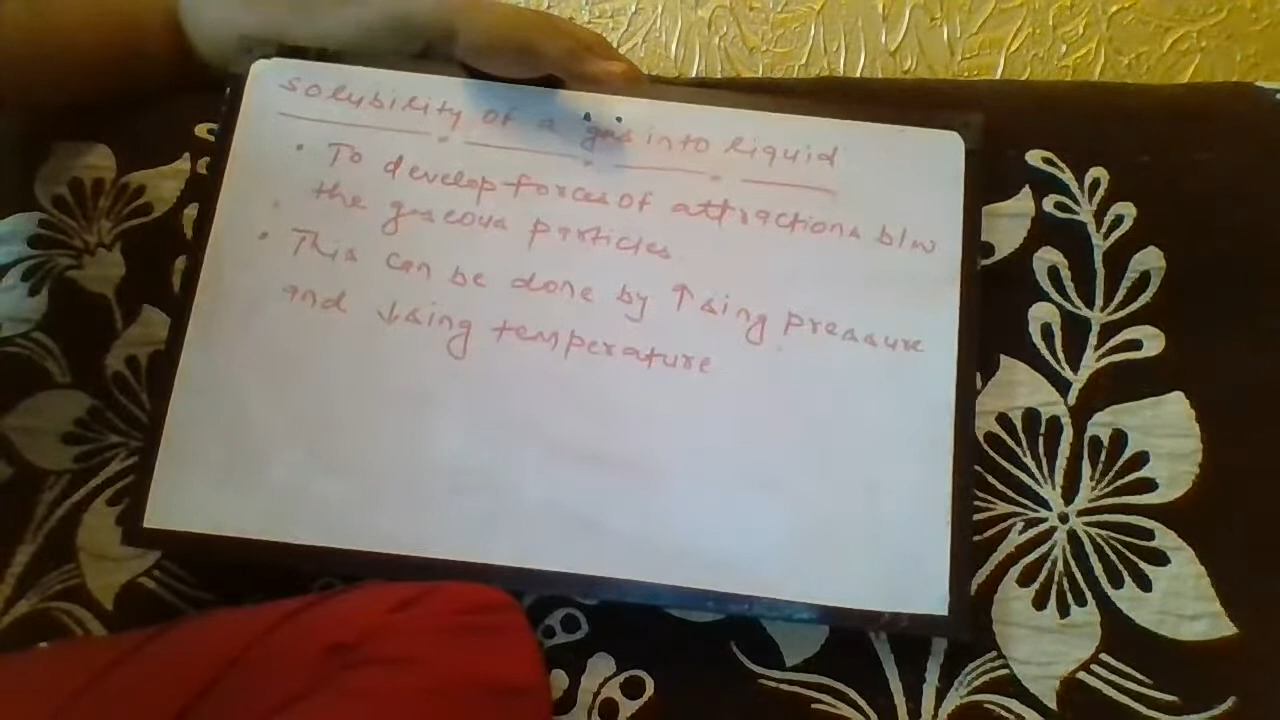 Solubility of a gas into liquid
• To develop forces of attractions b/w
the gaseous particles
• This can be done by ↑sing pressure
and ↓sing temperature